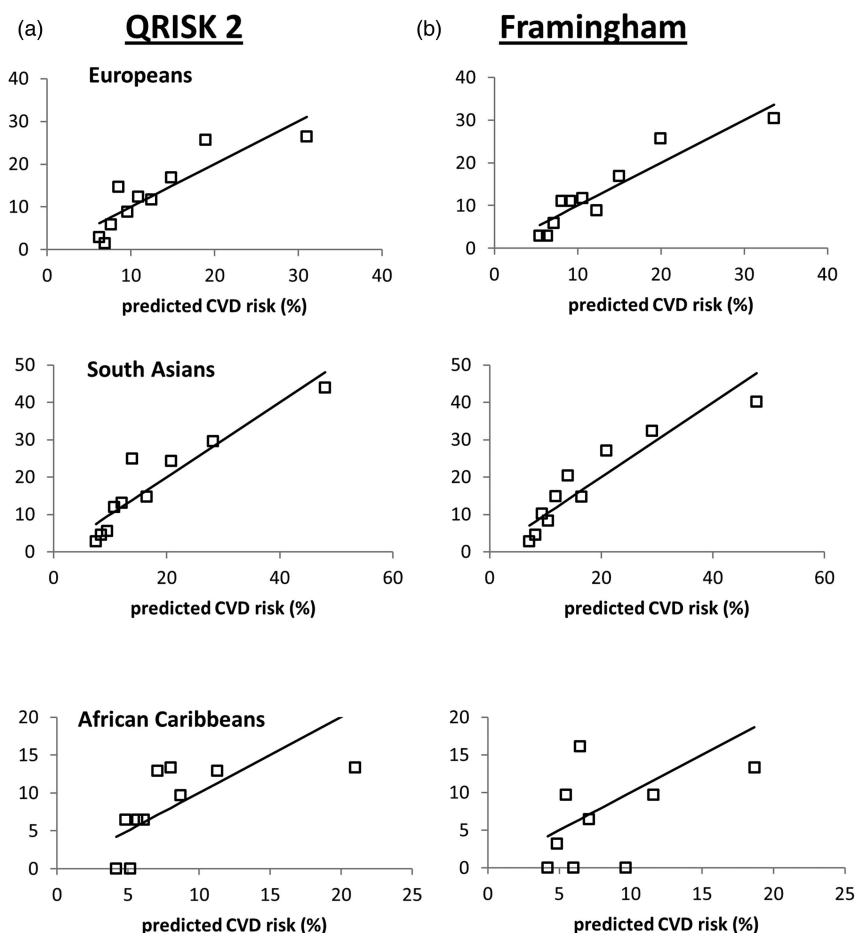 (a) QRISK 2 (b) Framingham
Europeans
40
30
20
10
0
0 10 20 30 40
predicted CVD risk (%)
40
30
20
10
0
0 10 20 30 40
predicted CVD risk (%)
South Asians
50
40
30
20
10
0
0 20 40 60
predicted CVD risk (%)
50
40
30
20
10
0
0 20 40 60
predicted CVD risk (%)
African Caribbeans
20
15
10
5
0
0 5 10 15 20 25
predicted CVD risk (%)
20
15
10
5
0
0 5 10 15 20 25
predicted CVD risk (%)